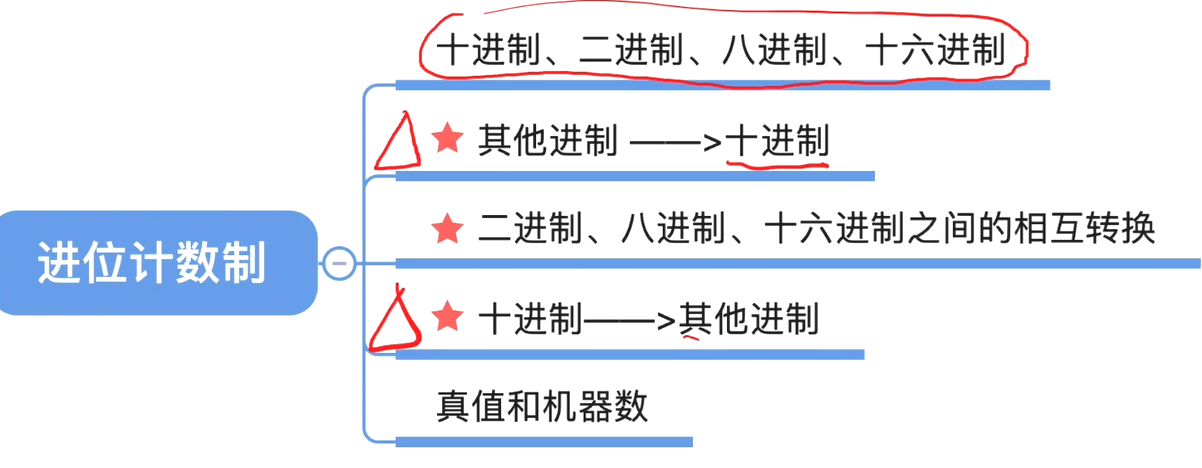 十进制、二进制、八进制、十六进制
其他进制 ——>十进制
二进制、八进制、十六进制之间的相互转换
进位计数制
十进制——>其他进制
真值和机器数